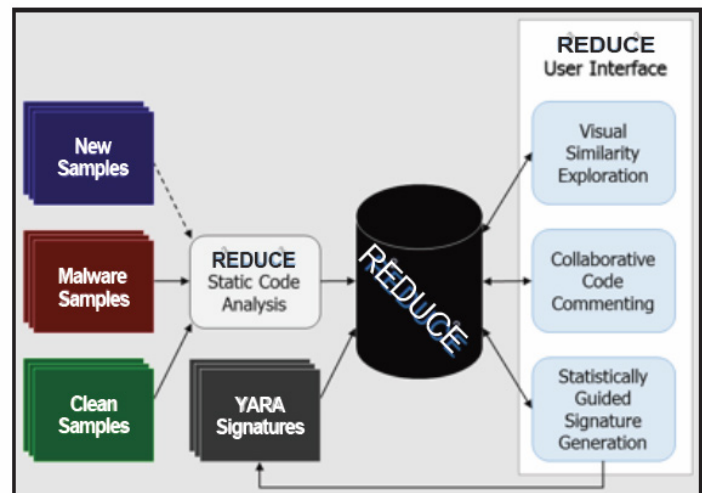 REDUCE
User Interface
New
Samples
Visual
Similarity
Exploration
Malware
Samples
REDUCE
Static Code
Analysis
REDUCE
Collaborative
Code
Commenting
Clean
Samples
YARA
Signatures
Statistically
Guided
Signature
Generation